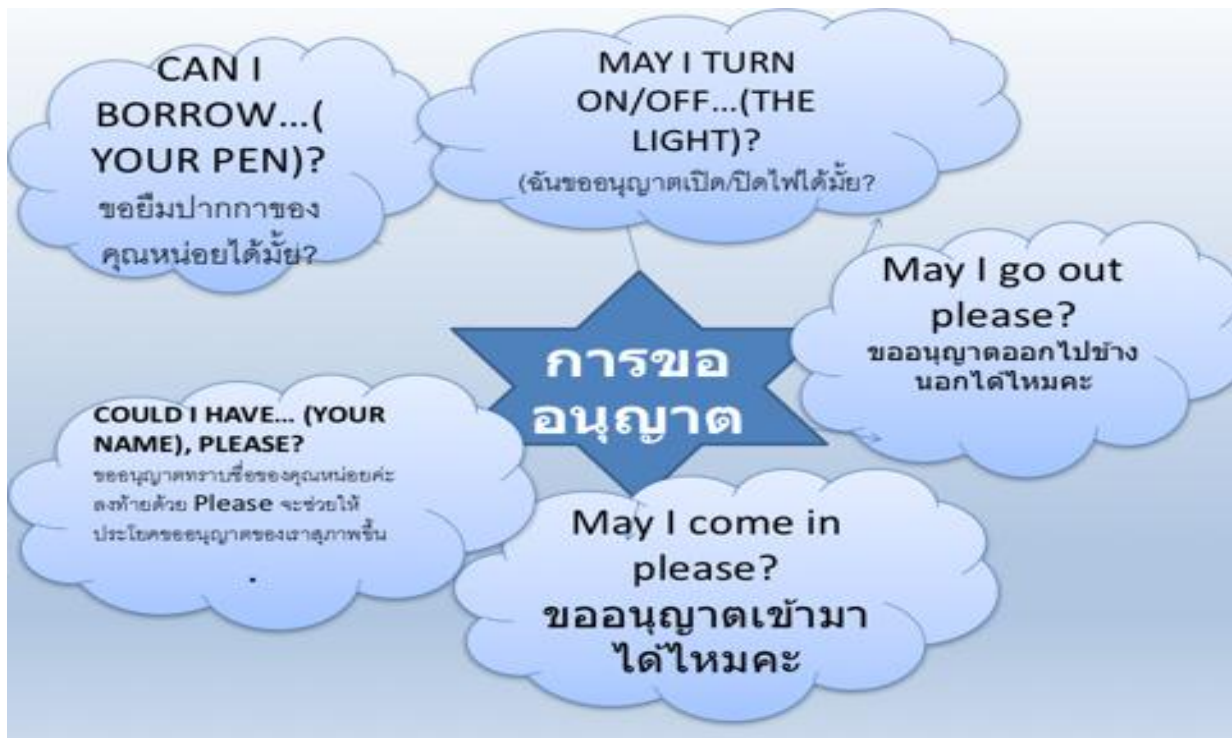 CAN I
BORROW...(
YOUR PEN)?
ขอยืมปากกาของ
คุณหน่อยได้มั้ย?
MAY I TURN
ON/OFF...(THE
LIGHT)?
(ฉันขออนุญาตเปิด/ปิดไฟได้มั้ย?
May I go out
please?
ขออนุญาตออกไปข้าง
นอกได้ไหมคะ
การขอ
อนุญาต
COULD I HAVE... (YOUR
NAME), PLEASE?
ขออนุญาตทราบชื่อของคุณหน่อยค่ะ
ลงท้ายด้วย Please จะช่วยให้
ประโยคขออนุญาตของเราสุภาพขึ้น
.
May I come in
please?
ขออนุญาตเข้ามา
ได้ไหมคะ